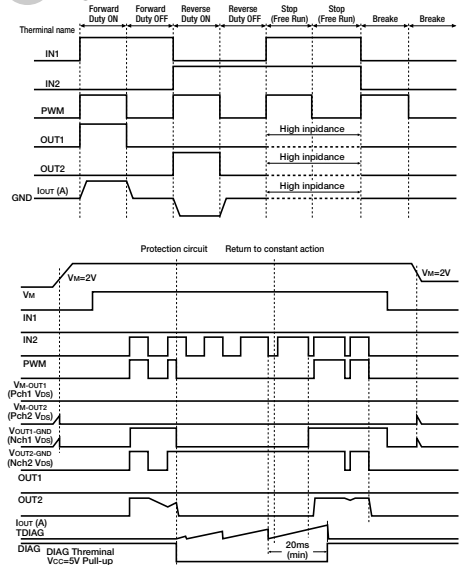 Forward Duty ON
Forward Duty OFF
Reverse Duty ON
Reverse Duty OFF
Stop (Free Run)
Stop (Free Run)
Breake
Breake
Therminal name
IN1
IN2
PWM
OUT1
High inpidance
OUT2
High inpidance
IOUT (A)
High inpidance
GND
Protection circuit
Return to constant action
VM=2V
VM=2V
VM
IN1
IN2
PWM
VM-OUT1
(Pch1 VDS)
VM-OUT2
(Pch2 VDS)
VOUT1-GND
(Nch1 VDS)
VOUT2-GND
(Nch2 VDS)
OUT1
OUT2
IOUT (A)
TDIAG
20ms
(min)
DIAG
DIAG Threminal
Vcc=5V Pull-up